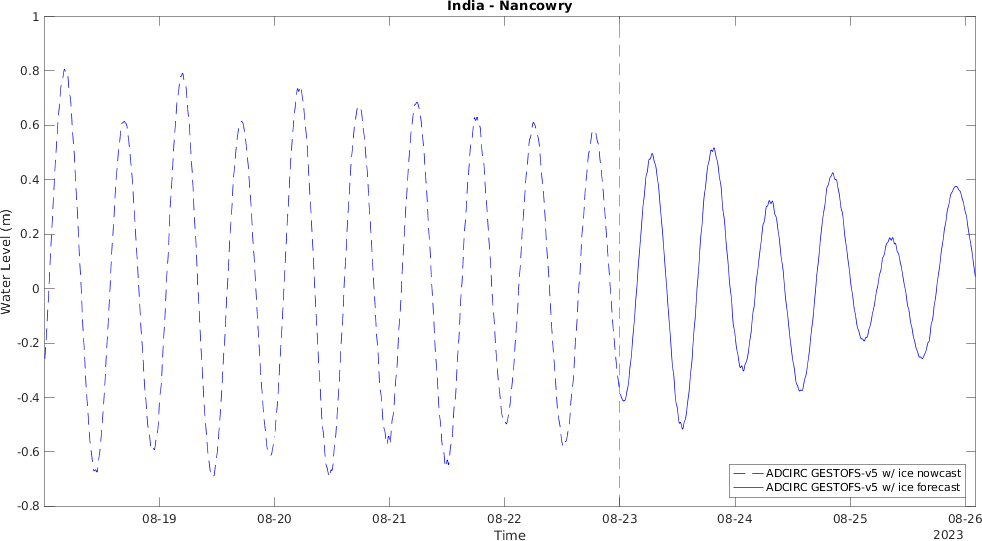 India - Nancowry
1
0.8
0.6
0.4
0.2
0
-0.2
-0.4
-0.6
-0.8
Water Level (m)
08-19 08-20 08-21 08-22 08-23 08-24 08-25 08-26
Time
2023
ADCIRC GESTOFS-v5 w/ ice nowcast
ADCIRC GESTOFS-v5 w/ ice forecast